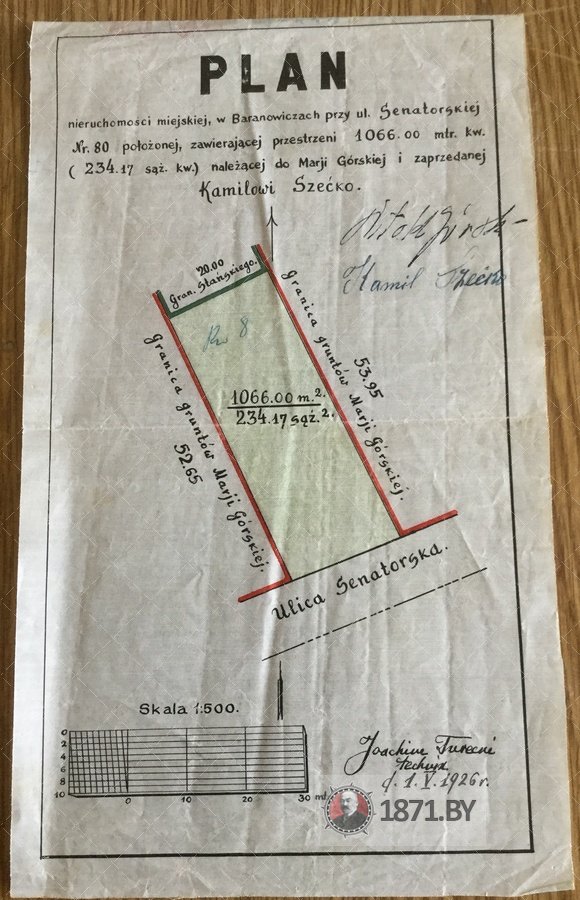 PLAN
nieruchomości miejskiej, w Baranowiczach przy ul. Senatorskiej
Nr. 80 położonej, zawierającej przestrzeni 1066.00 mtr. kw.
( 234.17 sąż. kw.) należącej do Marji Górskiej i zaprzedanej
Kamilowi Szećko.
Kamil Szećko
20.00
Gran. Stańskiego.
Granica gruntów Marji Górskiej.
53.95
8
1066.00 m.2.
234.17 sąż.2.
Granica gruntów Marji Górskiej.
52.65
Ulica Senatorska.
Skala 1:500.
0
2
4
6
8
10
0 10 20 30 mt
Joachim Turecki
technik
d. 1. V. 1926 r.
1871.BY